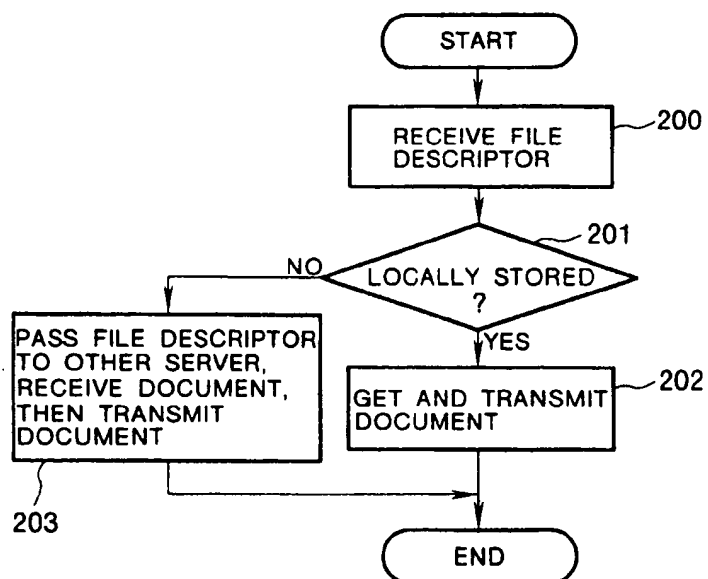 START
RECEIVE FILE
DESCRIPTOR
200
LOCALLY STORED
?
201
NO
YES
PASS FILE DESCRIPTOR
TO OTHER SERVER,
RECEIVE DOCUMENT,
THEN TRANSMIT
DOCUMENT
203
GET AND TRANSMIT
DOCUMENT
202
END